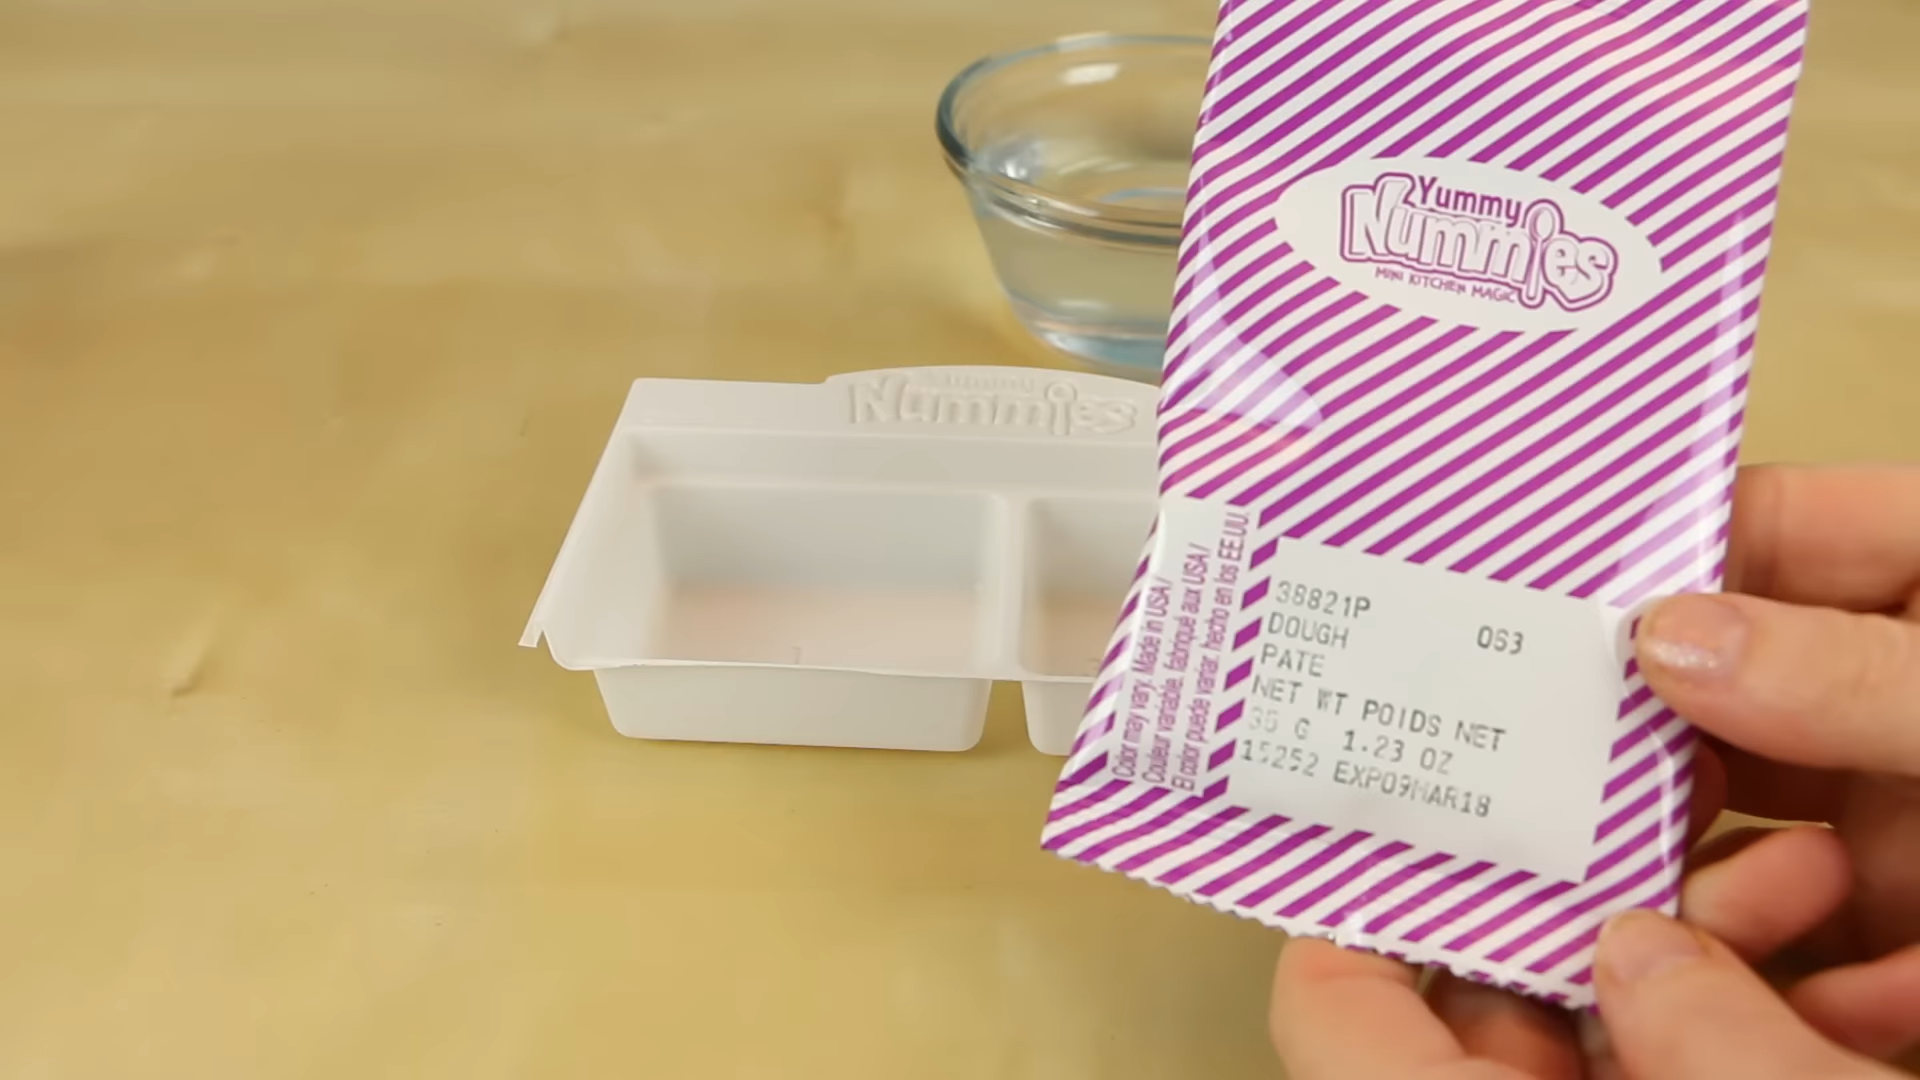 Yummy
Nummies
MINI KITCHEN MAGIC
Yummy
Nummies
Color may vary. Made in USA/
Couleur variable. fabriqué aux USA/
El color puede variar. hecho en los EE.UU.
38821P 063
DOUGH
PATE
NET WT POIDS NET
35 G 1.23 OZ
15252 EXP09MAR18